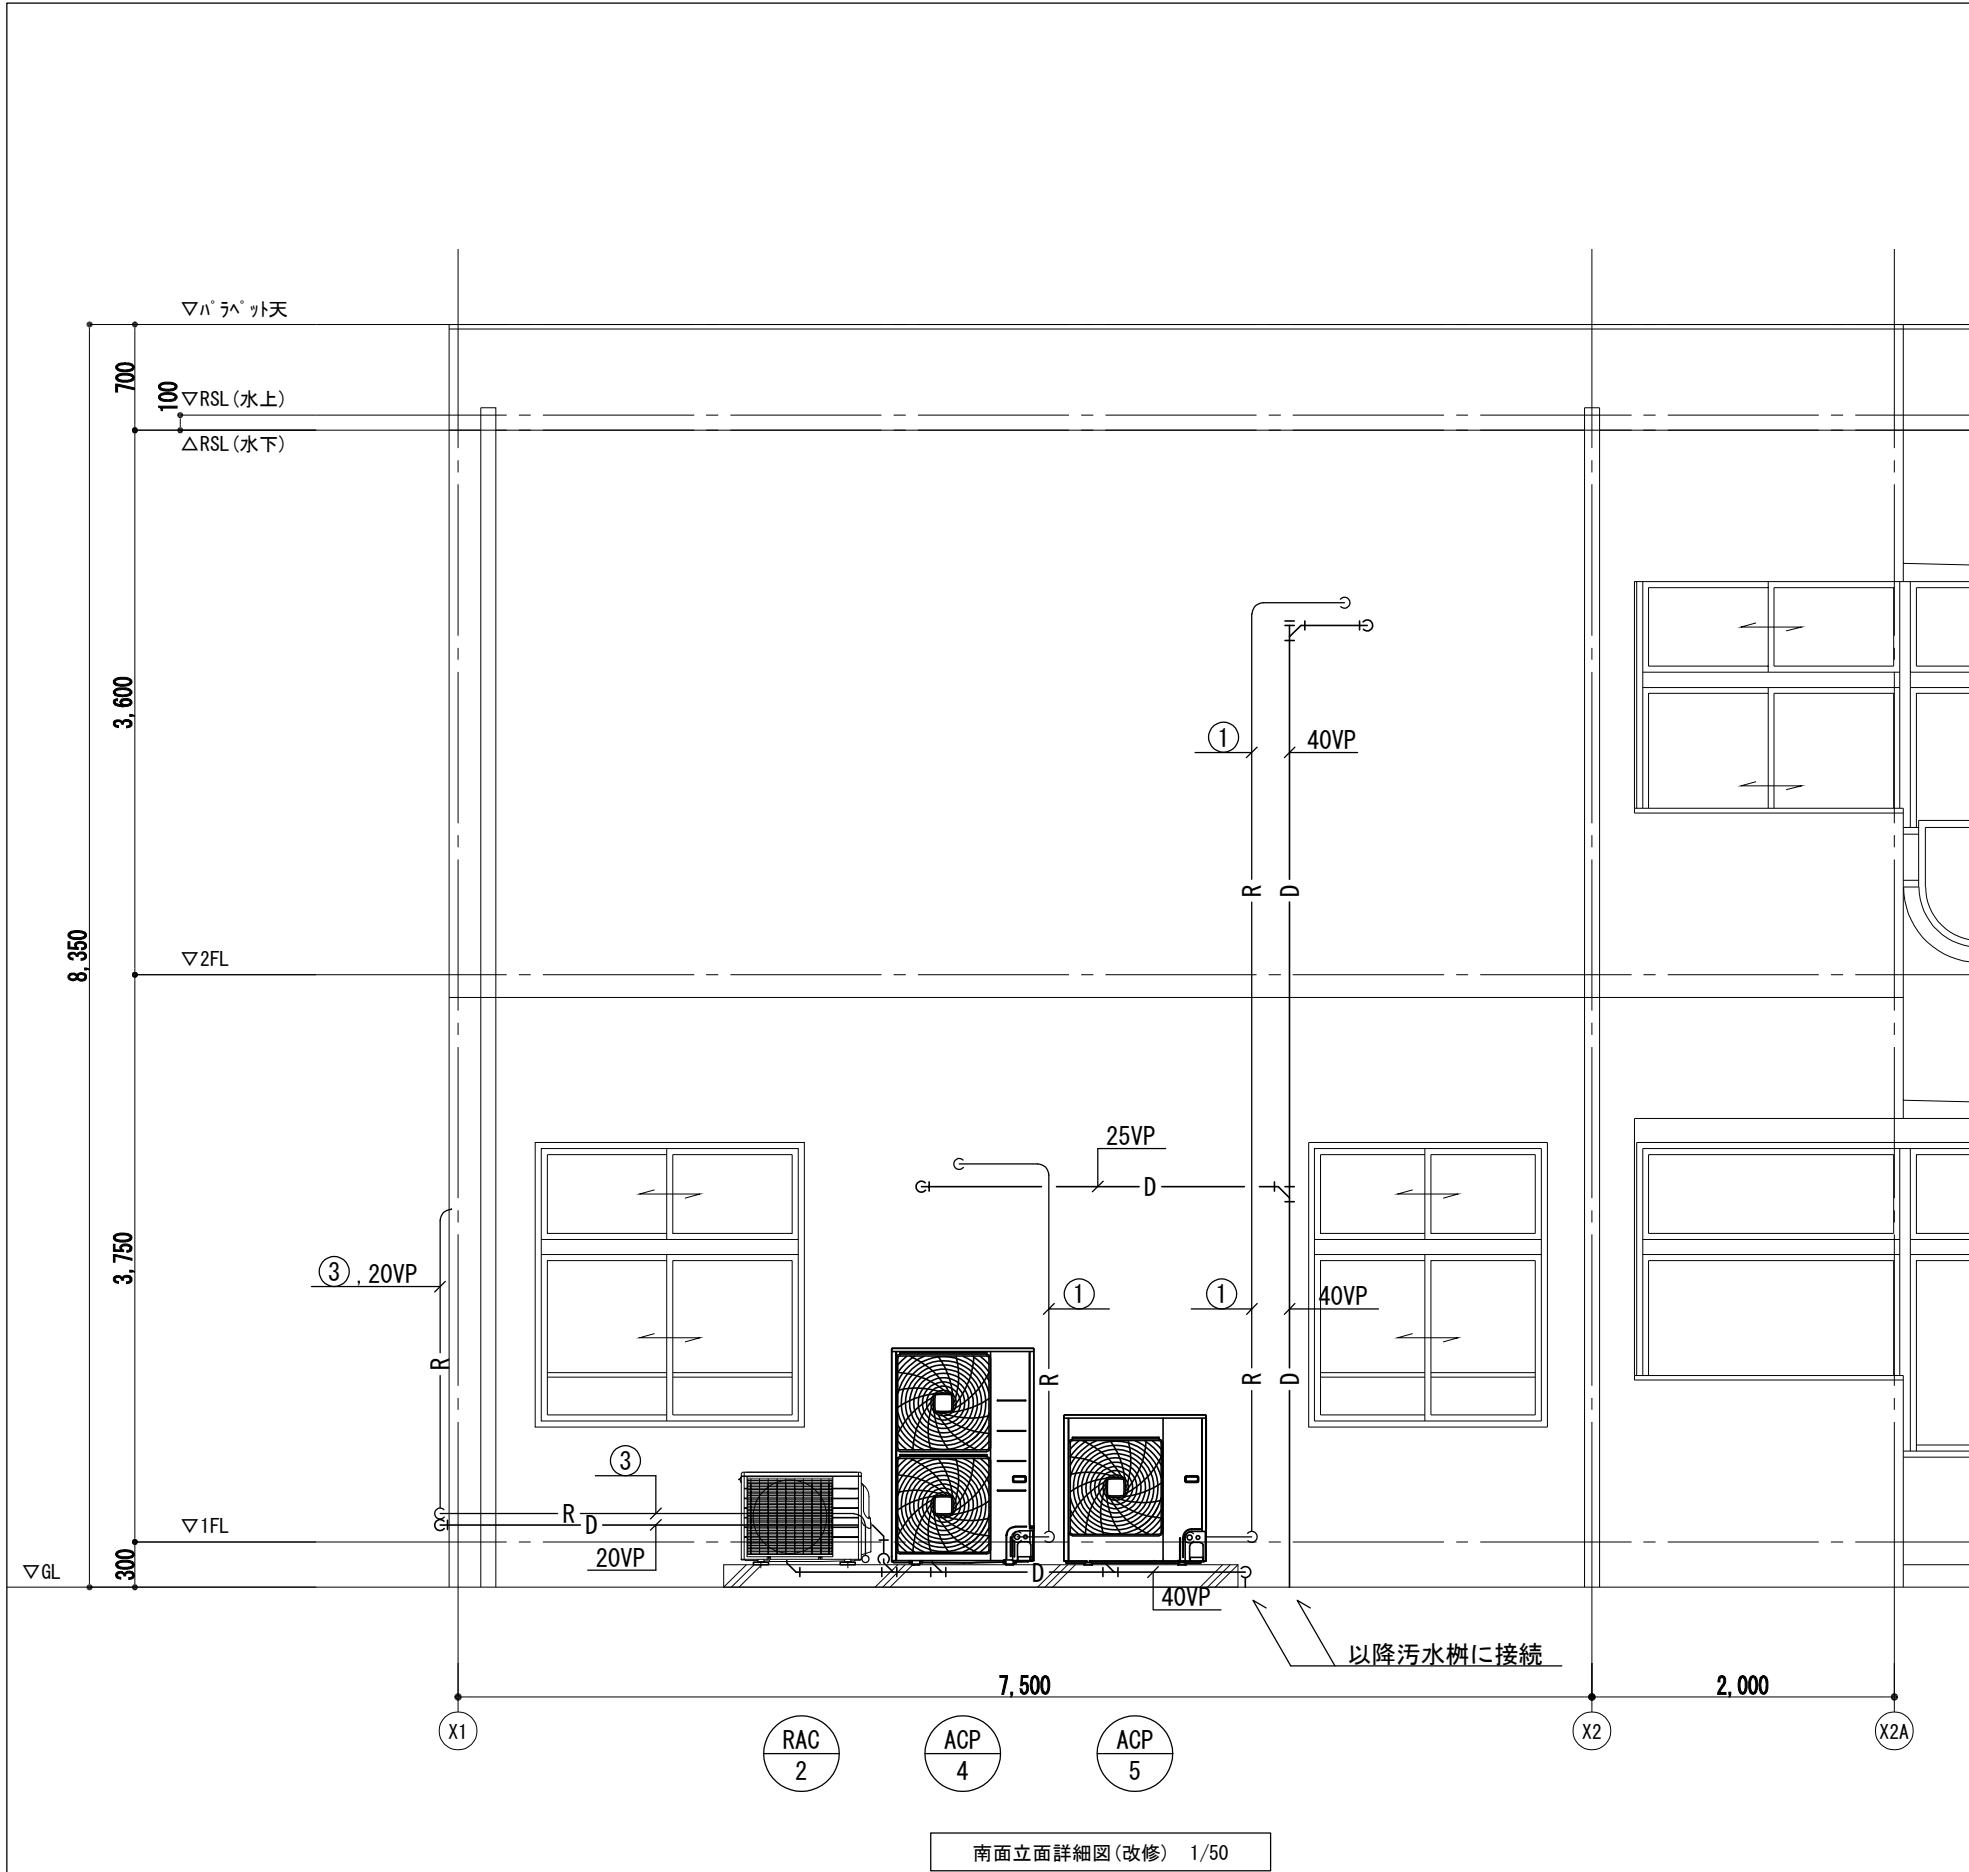 ▽ﾊﾟﾗﾍﾟｯﾄ天
700
100
▽RSL(水上)
△RSL(水下)
3,600
① 40VP
R D
8,350
▽2FL
25VP
D
3,750
③,20VP
① ① 40VP
R R R D
③
R
D
▽1FL
20VP
300
▽GL
D
40VP
以降汚水桝に接続
7,500 2,000
X1 X2 X2A
RAC ACP ACP
2 4 5
南面立面詳細図(改修) 1/50